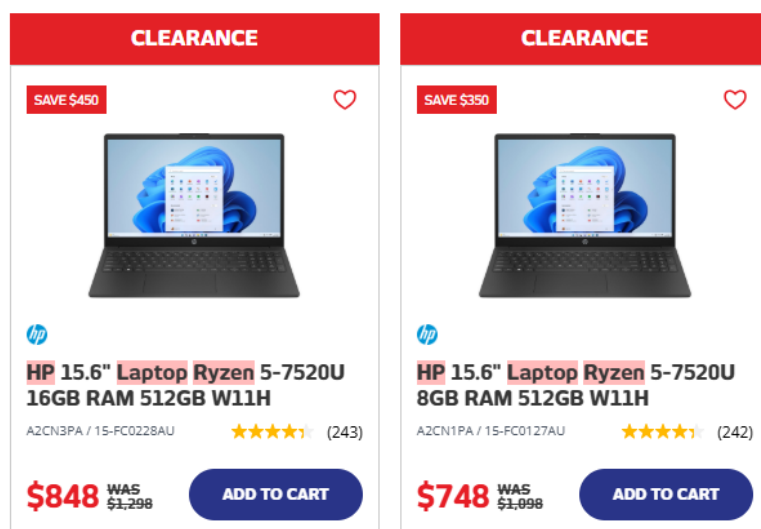 CLEARANCE
SAVE $450
hp
HP 15.6" Laptop Ryzen 5-7520U
16GB RAM 512GB W11H
A2CN3PA / 15-FC0228AU (243)
$848 WAS $1,298 ADD TO CART
CLEARANCE
SAVE $350
hp
HP 15.6" Laptop Ryzen 5-7520U
8GB RAM 512GB W11H
A2CN1PA / 15-FC0127AU (242)
$748 WAS $1,098 ADD TO CART